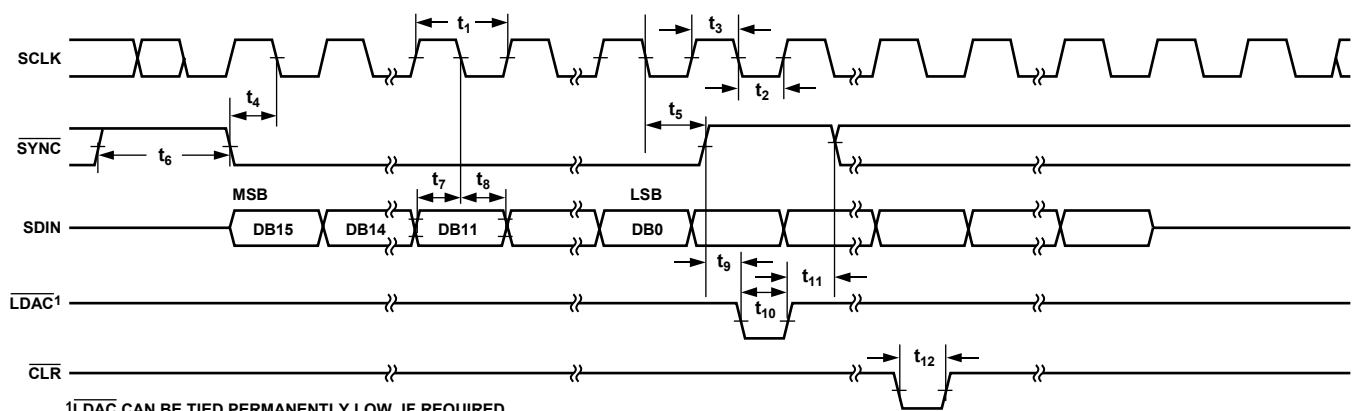 t1
t3
SCLK
t4
t2
t5
SYNC
t6
t7
t8
MSB
LSB
SDIN
DB15
DB14
DB11
DB0
t9
t11
LDAC1
t10
CLR
t12
1LDAC CAN BE TIED PERMANENTLY LOW, IF REQUIRED